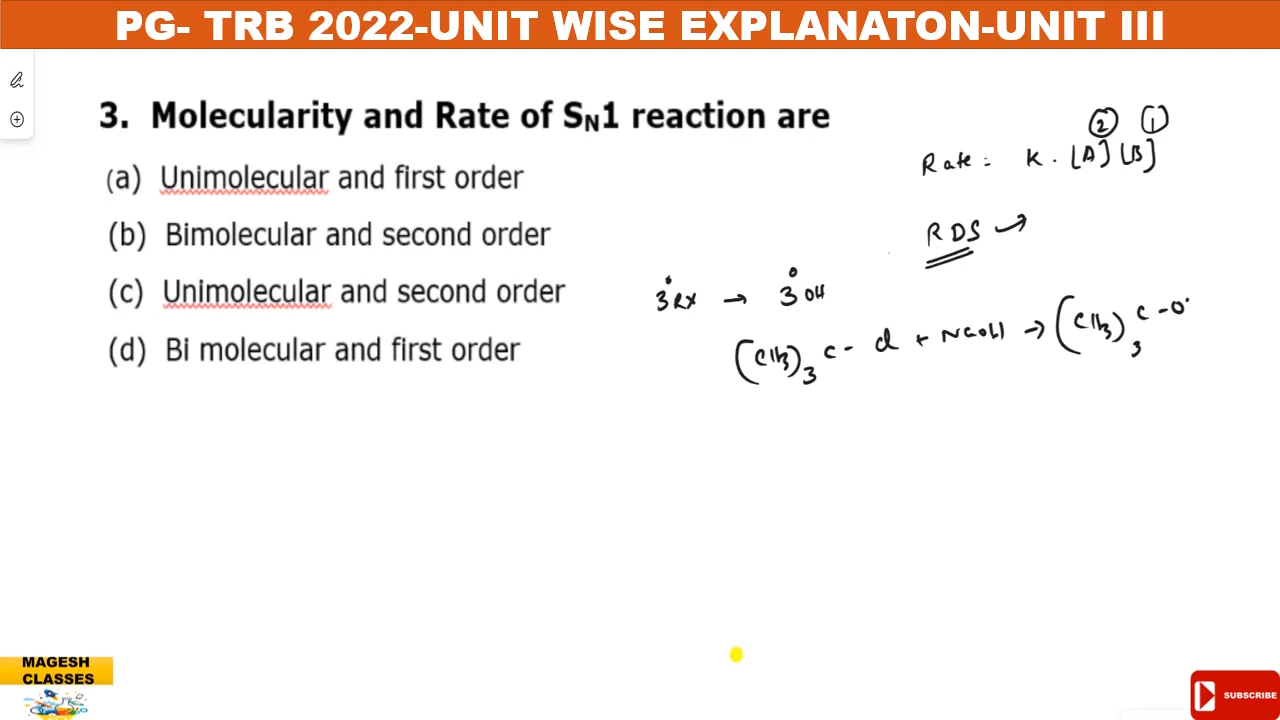 PG- TRB 2022-UNIT WISE EXPLANATON-UNIT III
3. Molecularity and Rate of SN1 reaction are
(a) Unimolecular and first order
(b) Bimolecular and second order
(c) Unimolecular and second order
(d) Bi molecular and first order
2 1
Rate = K . [A] [B]
RDS →
3° RX → 3° OH
(CH3)3 C - Cl + NaOH → (CH3)3 C - O
MAGESH
CLASSES
SUBSCRIBE